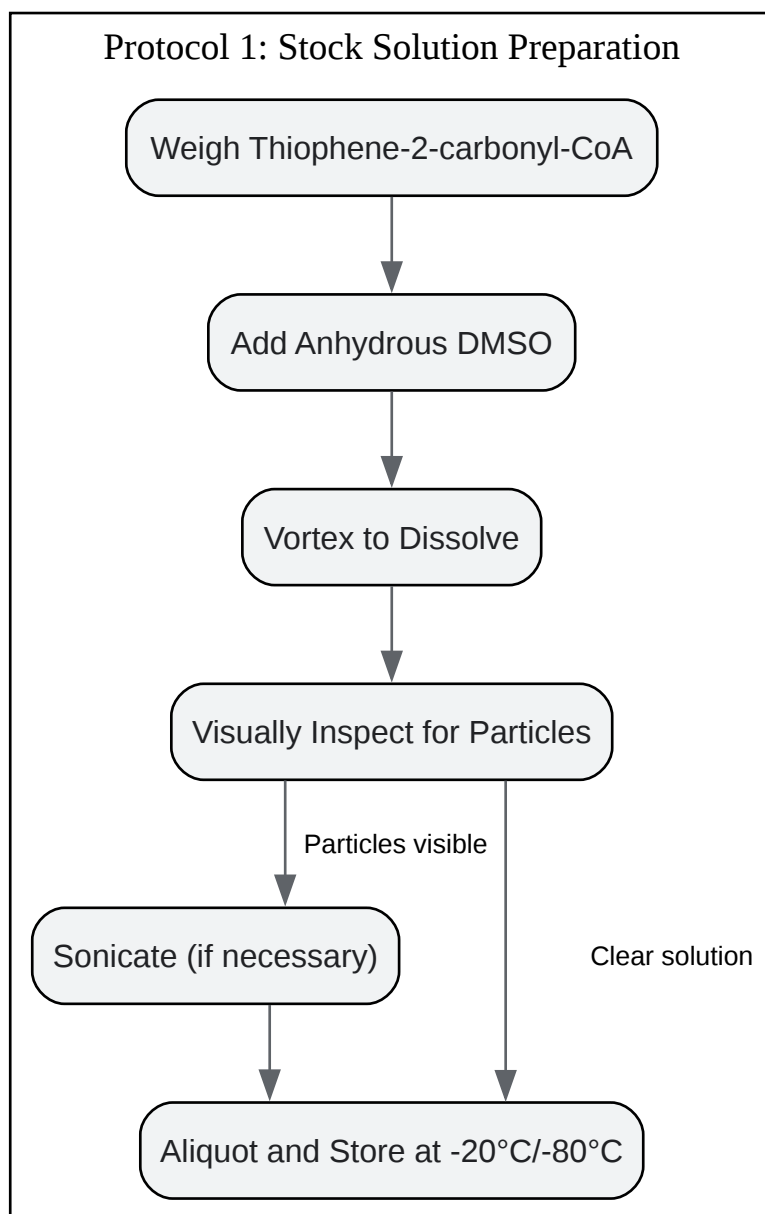 Protocol 1: Stock Solution Preparation
Weigh Thiophene-2-carbonyl-CoA
Add Anhydrous DMSO
Vortex to Dissolve
Visually Inspect for Particles
Particles visible
Sonicate (if necessary)
Clear solution
Aliquot and Store at -20°C/-80°C